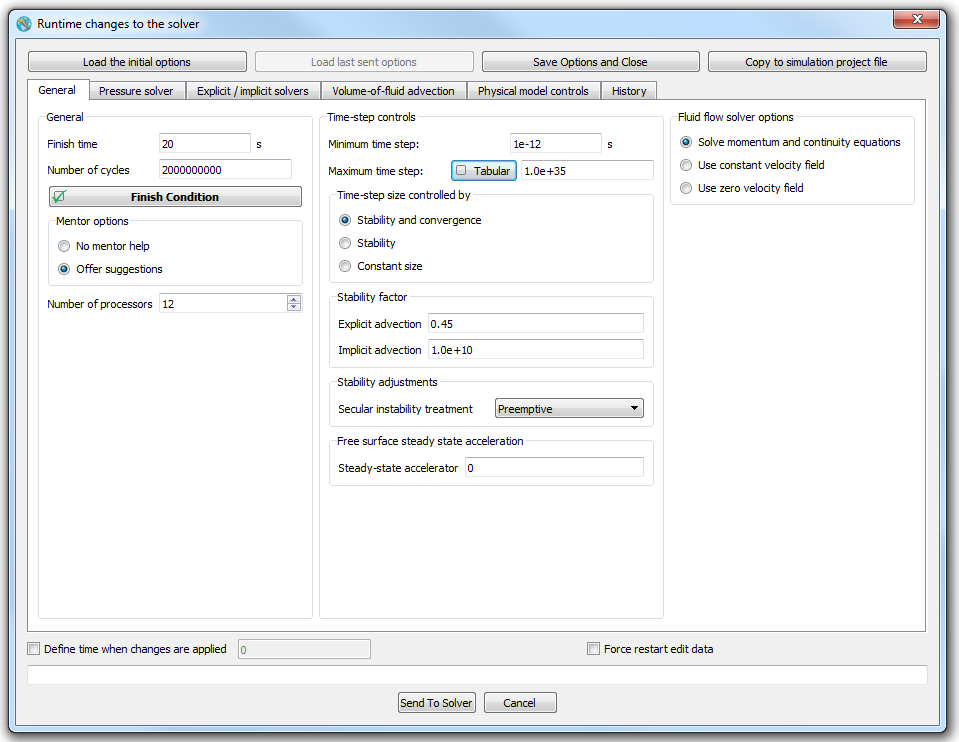 Runtime changes to the solver
Load the initial options
Load last sent options
Save Options and Close
Copy to simulation project file
General
Pressure solver
Explicit / implicit solvers
Volume-of-fluid advection
Physical model controls
History
General
Finish time
20
s
Number of cycles
2000000000
Finish Condition
Mentor options
No mentor help
Offer suggestions
Number of processors
12
Time-step controls
Minimum time step:
1e-12
s
Maximum time step:
Tabular
1.0e+35
Time-step size controlled by
Stability and convergence
Stability
Constant size
Stability factor
Explicit advection
0.45
Implicit advection
1.0e+10
Stability adjustments
Secular instability treatment
Preemptive
Free surface steady state acceleration
Steady-state accelerator
0
Fluid flow solver options
Solve momentum and continuity equations
Use constant velocity field
Use zero velocity field
Define time when changes are applied
0
Force restart edit data
Send To Solver
Cancel